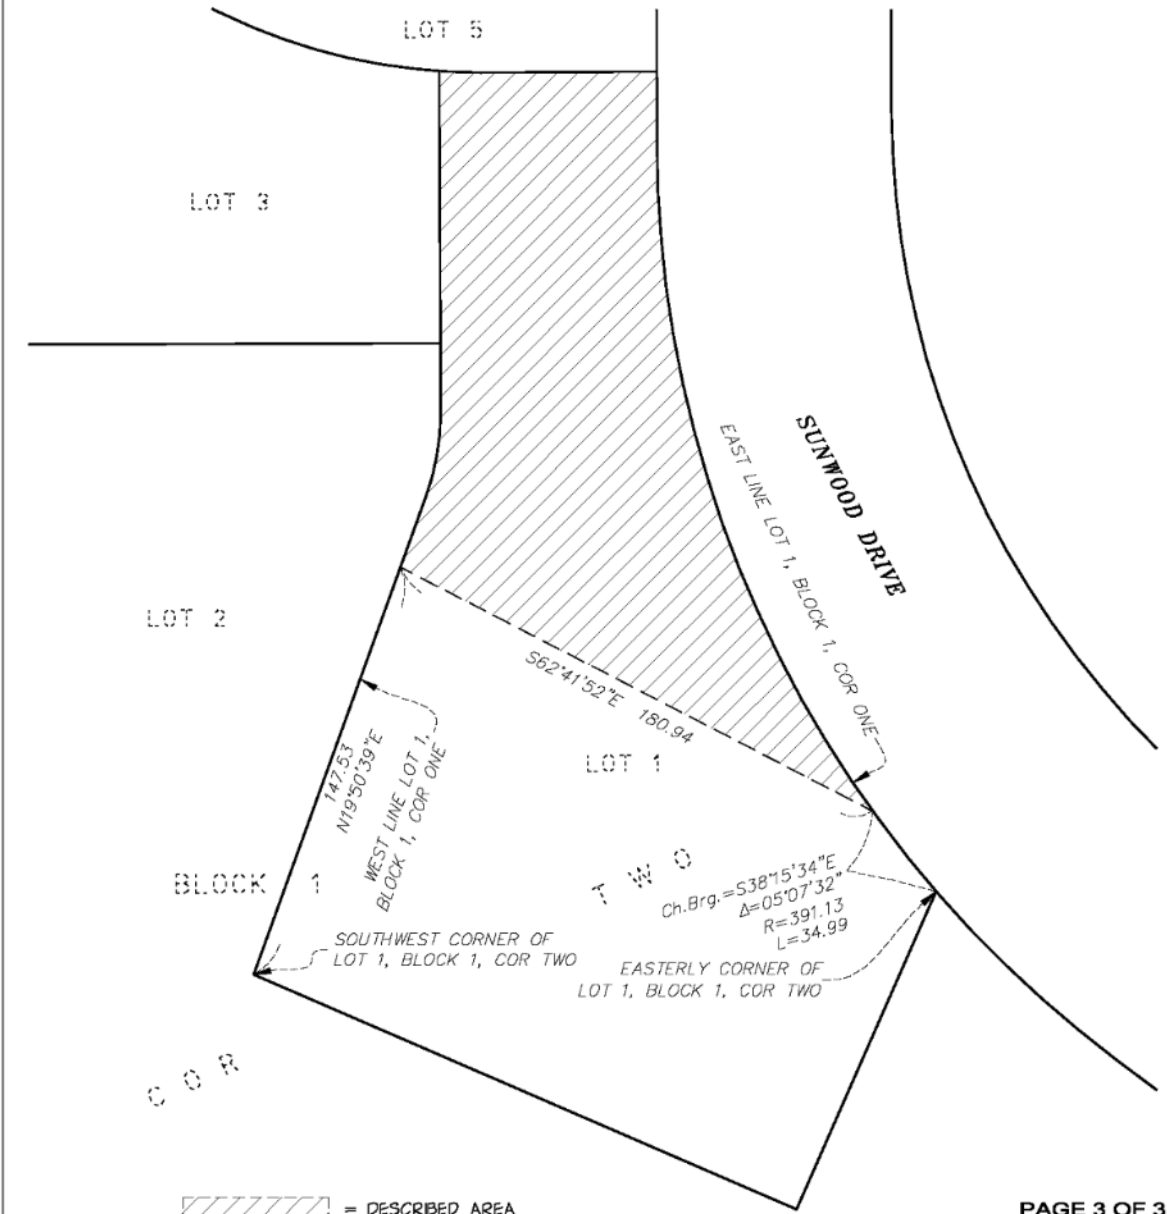 LOT 5
LOT 3
SUNWOOD DRIVE
EAST LINE LOT 1, BLOCK 1, COR ONE
LOT 2
S62°41'52"E 180.94
LOT 1
147.53
N19°50'39"E
WEST LINE LOT 1,
BLOCK 1, COR ONE
BLOCK 1
T W O
Ch.Brg.=S38°15'34"E
Δ=05°07'32"
R=391.13
L=34.99
SOUTHWEST CORNER OF
LOT 1, BLOCK 1, COR TWO
EASTERLY CORNER OF
LOT 1, BLOCK 1, COR TWO
C O R
= DESCRIBED AREA
PAGE 3 OF 3